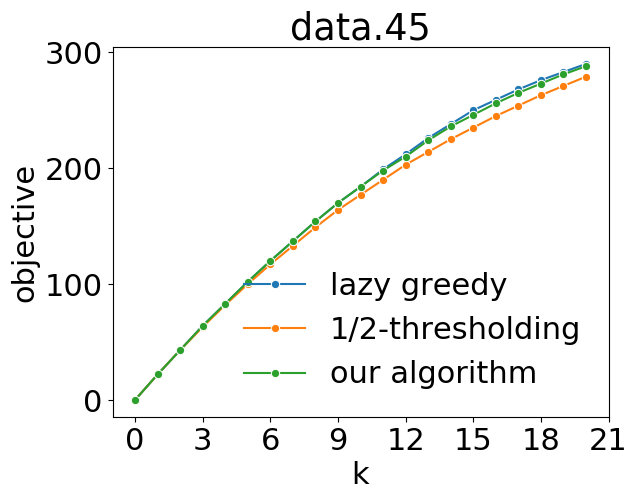 data.45
objective
300
200
100
0
lazy greedy
1/2-thresholding
our algorithm
0 3 6 9 12 15 18 21
k